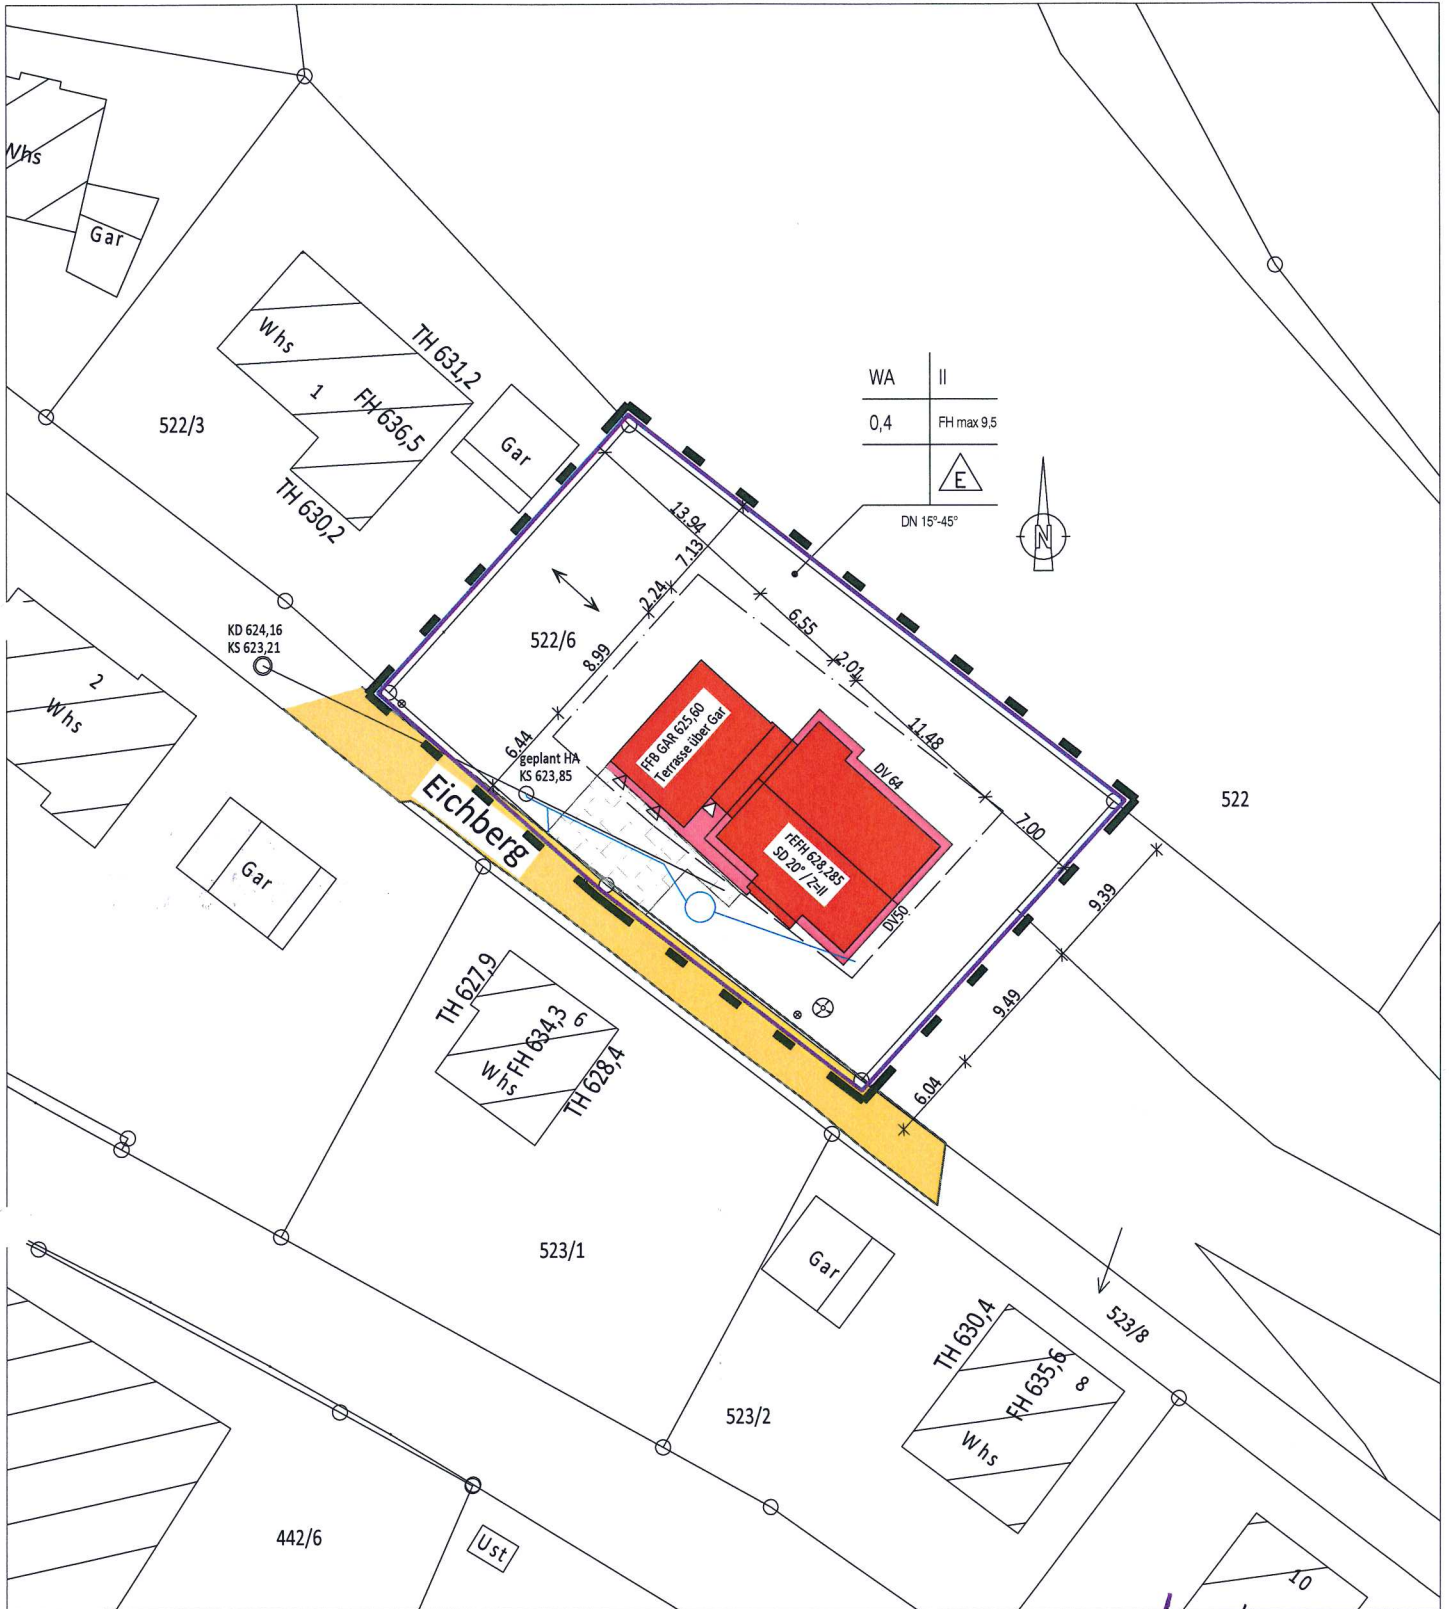 Whs
Gar
Whs
1
FH 636,5
TH 631,2
TH 630,2
522/3
Gar
WA
II
0,4
FH max 9,5
E
DN 15°-45°
N
13.94
7.13
2.24
8.99
6.44
522/6
6.55
2.01
11.48
7.00
KD 624,16
KS 623,21
2
Whs
FFB GAR 625,60
Terrasse über Gar
geplant HA
KS 623,85
DV 64
rEFH 628,285
SD 20° / Z=II
DV50
522
Eichberg
9.39
9.49
6.04
Gar
TH 627,9
FH 634,3
6
Whs
TH 628,4
523/1
Gar
523/8
TH 630,4
FH 635,6
8
Whs
523/2
442/6
Ust
10